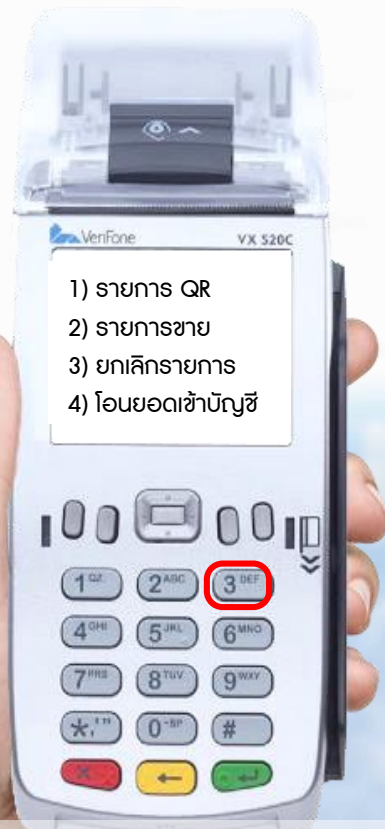 VeriFone VX 520C
1) รายการ QR
2) รายการขาย
3) ยกเลิกรายการ
4) โอนยอดเข้าบัญชี
1 QZ. 2 ABC 3 DEF
4 GHI 5 JKL 6 MNO
7 PRS 8 TUV 9 WXY
*,'" 0 -SP #